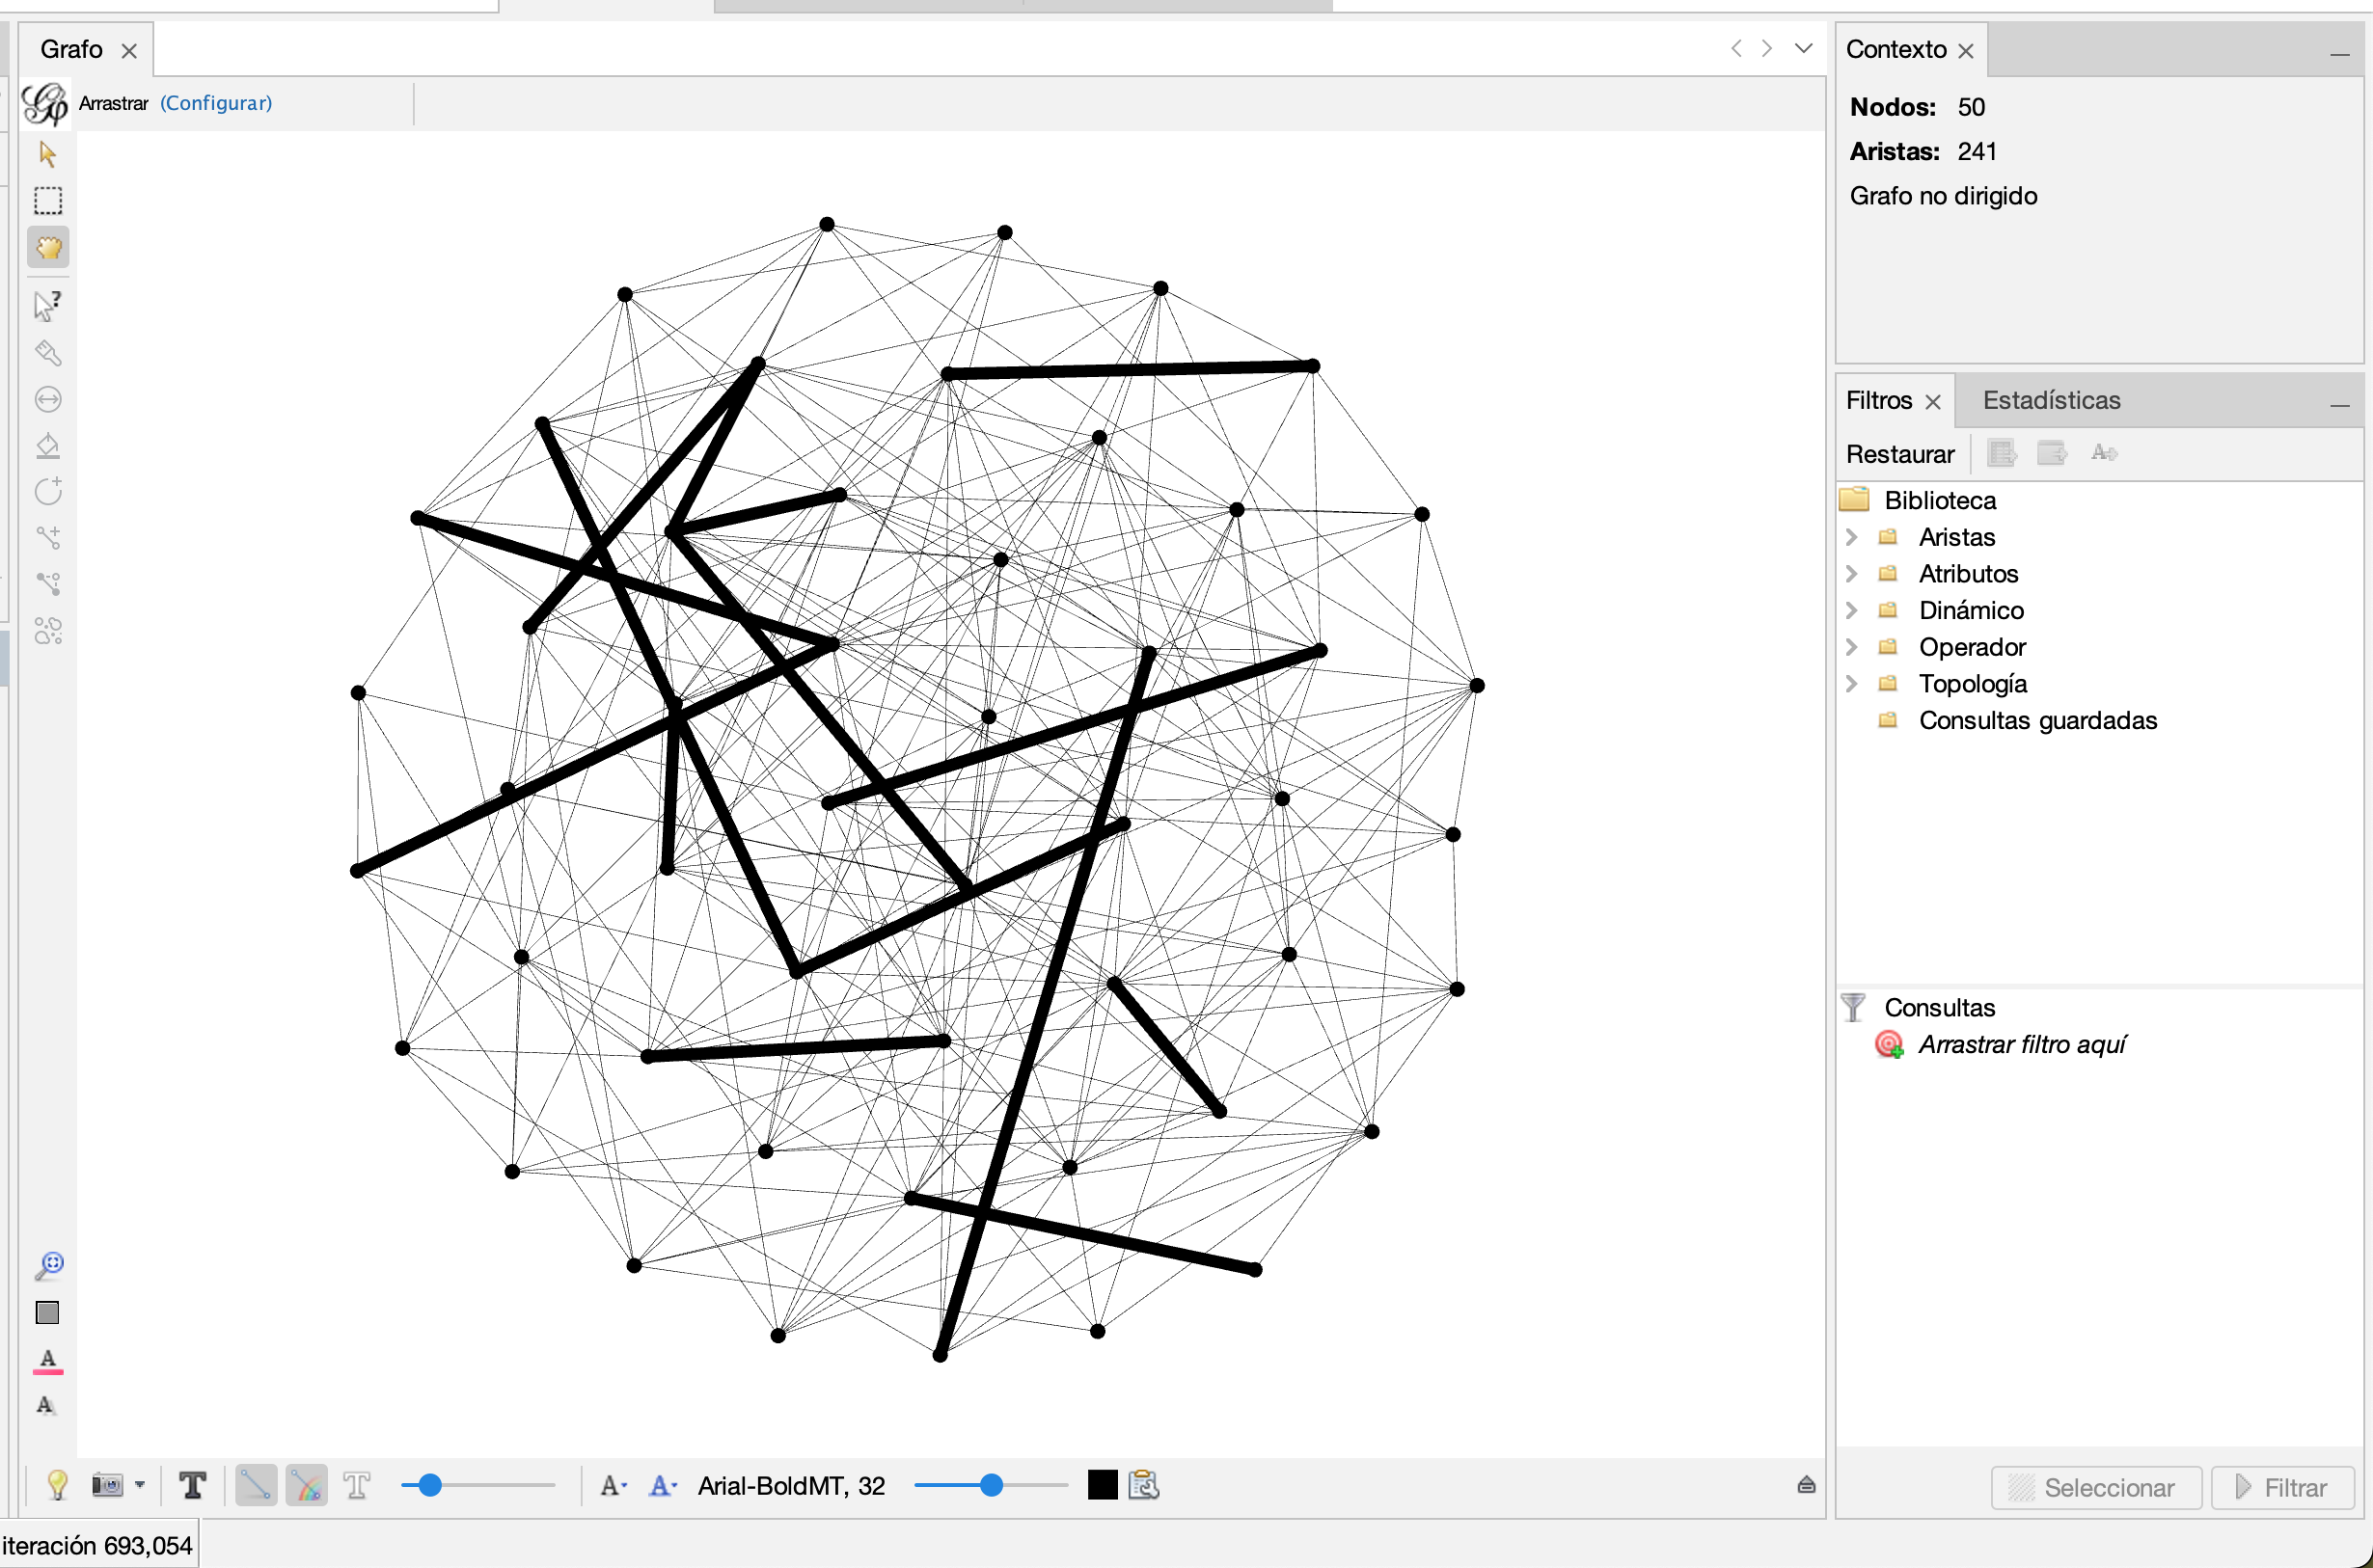 Grafo
Arrastrar (Configurar)
Contexto
Nodos: 50
Aristas: 241
Grafo no dirigido
Filtros Estadísticas
Restaurar
Biblioteca
Aristas
Atributos
Dinámico
Operador
Topología
Consultas guardadas
Consultas
Arrastrar filtro aquí
Seleccionar Filtrar
Arial-BoldMT, 32
iteración 693,054